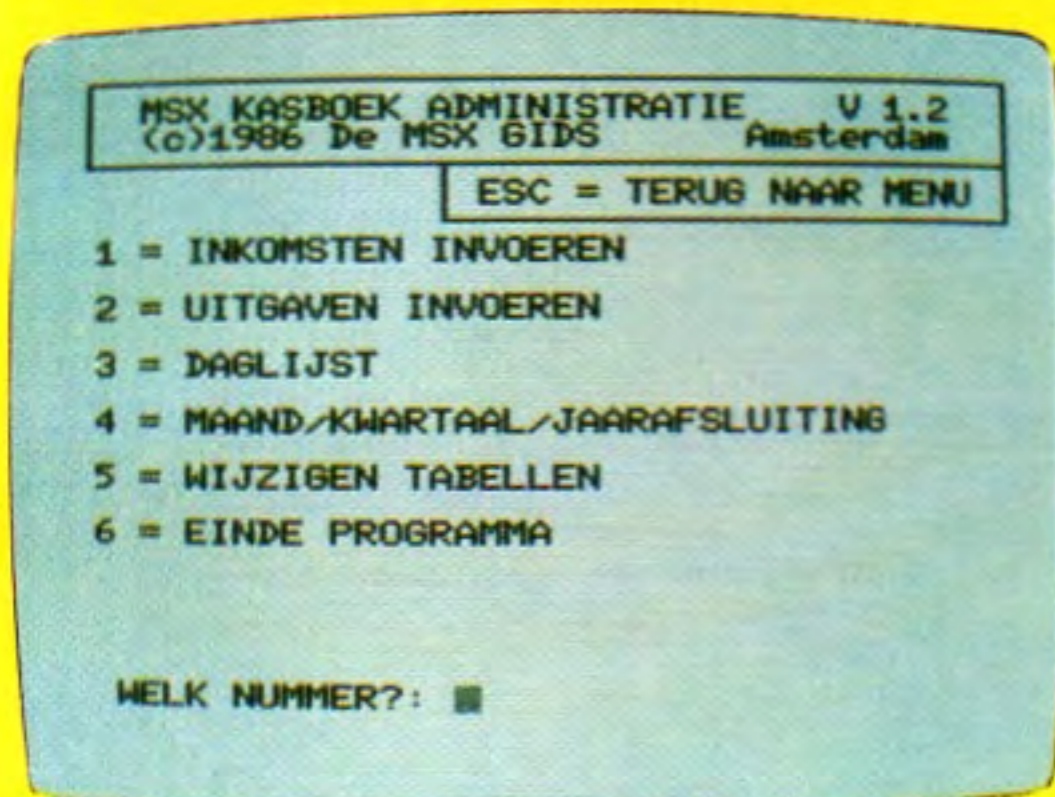 MSX KASBOEK ADMINISTRATIE V 1.2
(c)1986 De MSX GIDS Amsterdam
ESC = TERUG NAAR MENU
1 = INKOMSTEN INVOEREN
2 = UITGAVEN INVOEREN
3 = DAGLIJST
4 = MAAND/KWARTAAL/JAARAFSLUITING
5 = WIJZIGEN TABELLEN
6 = EINDE PROGRAMMA
WELK NUMMER?: